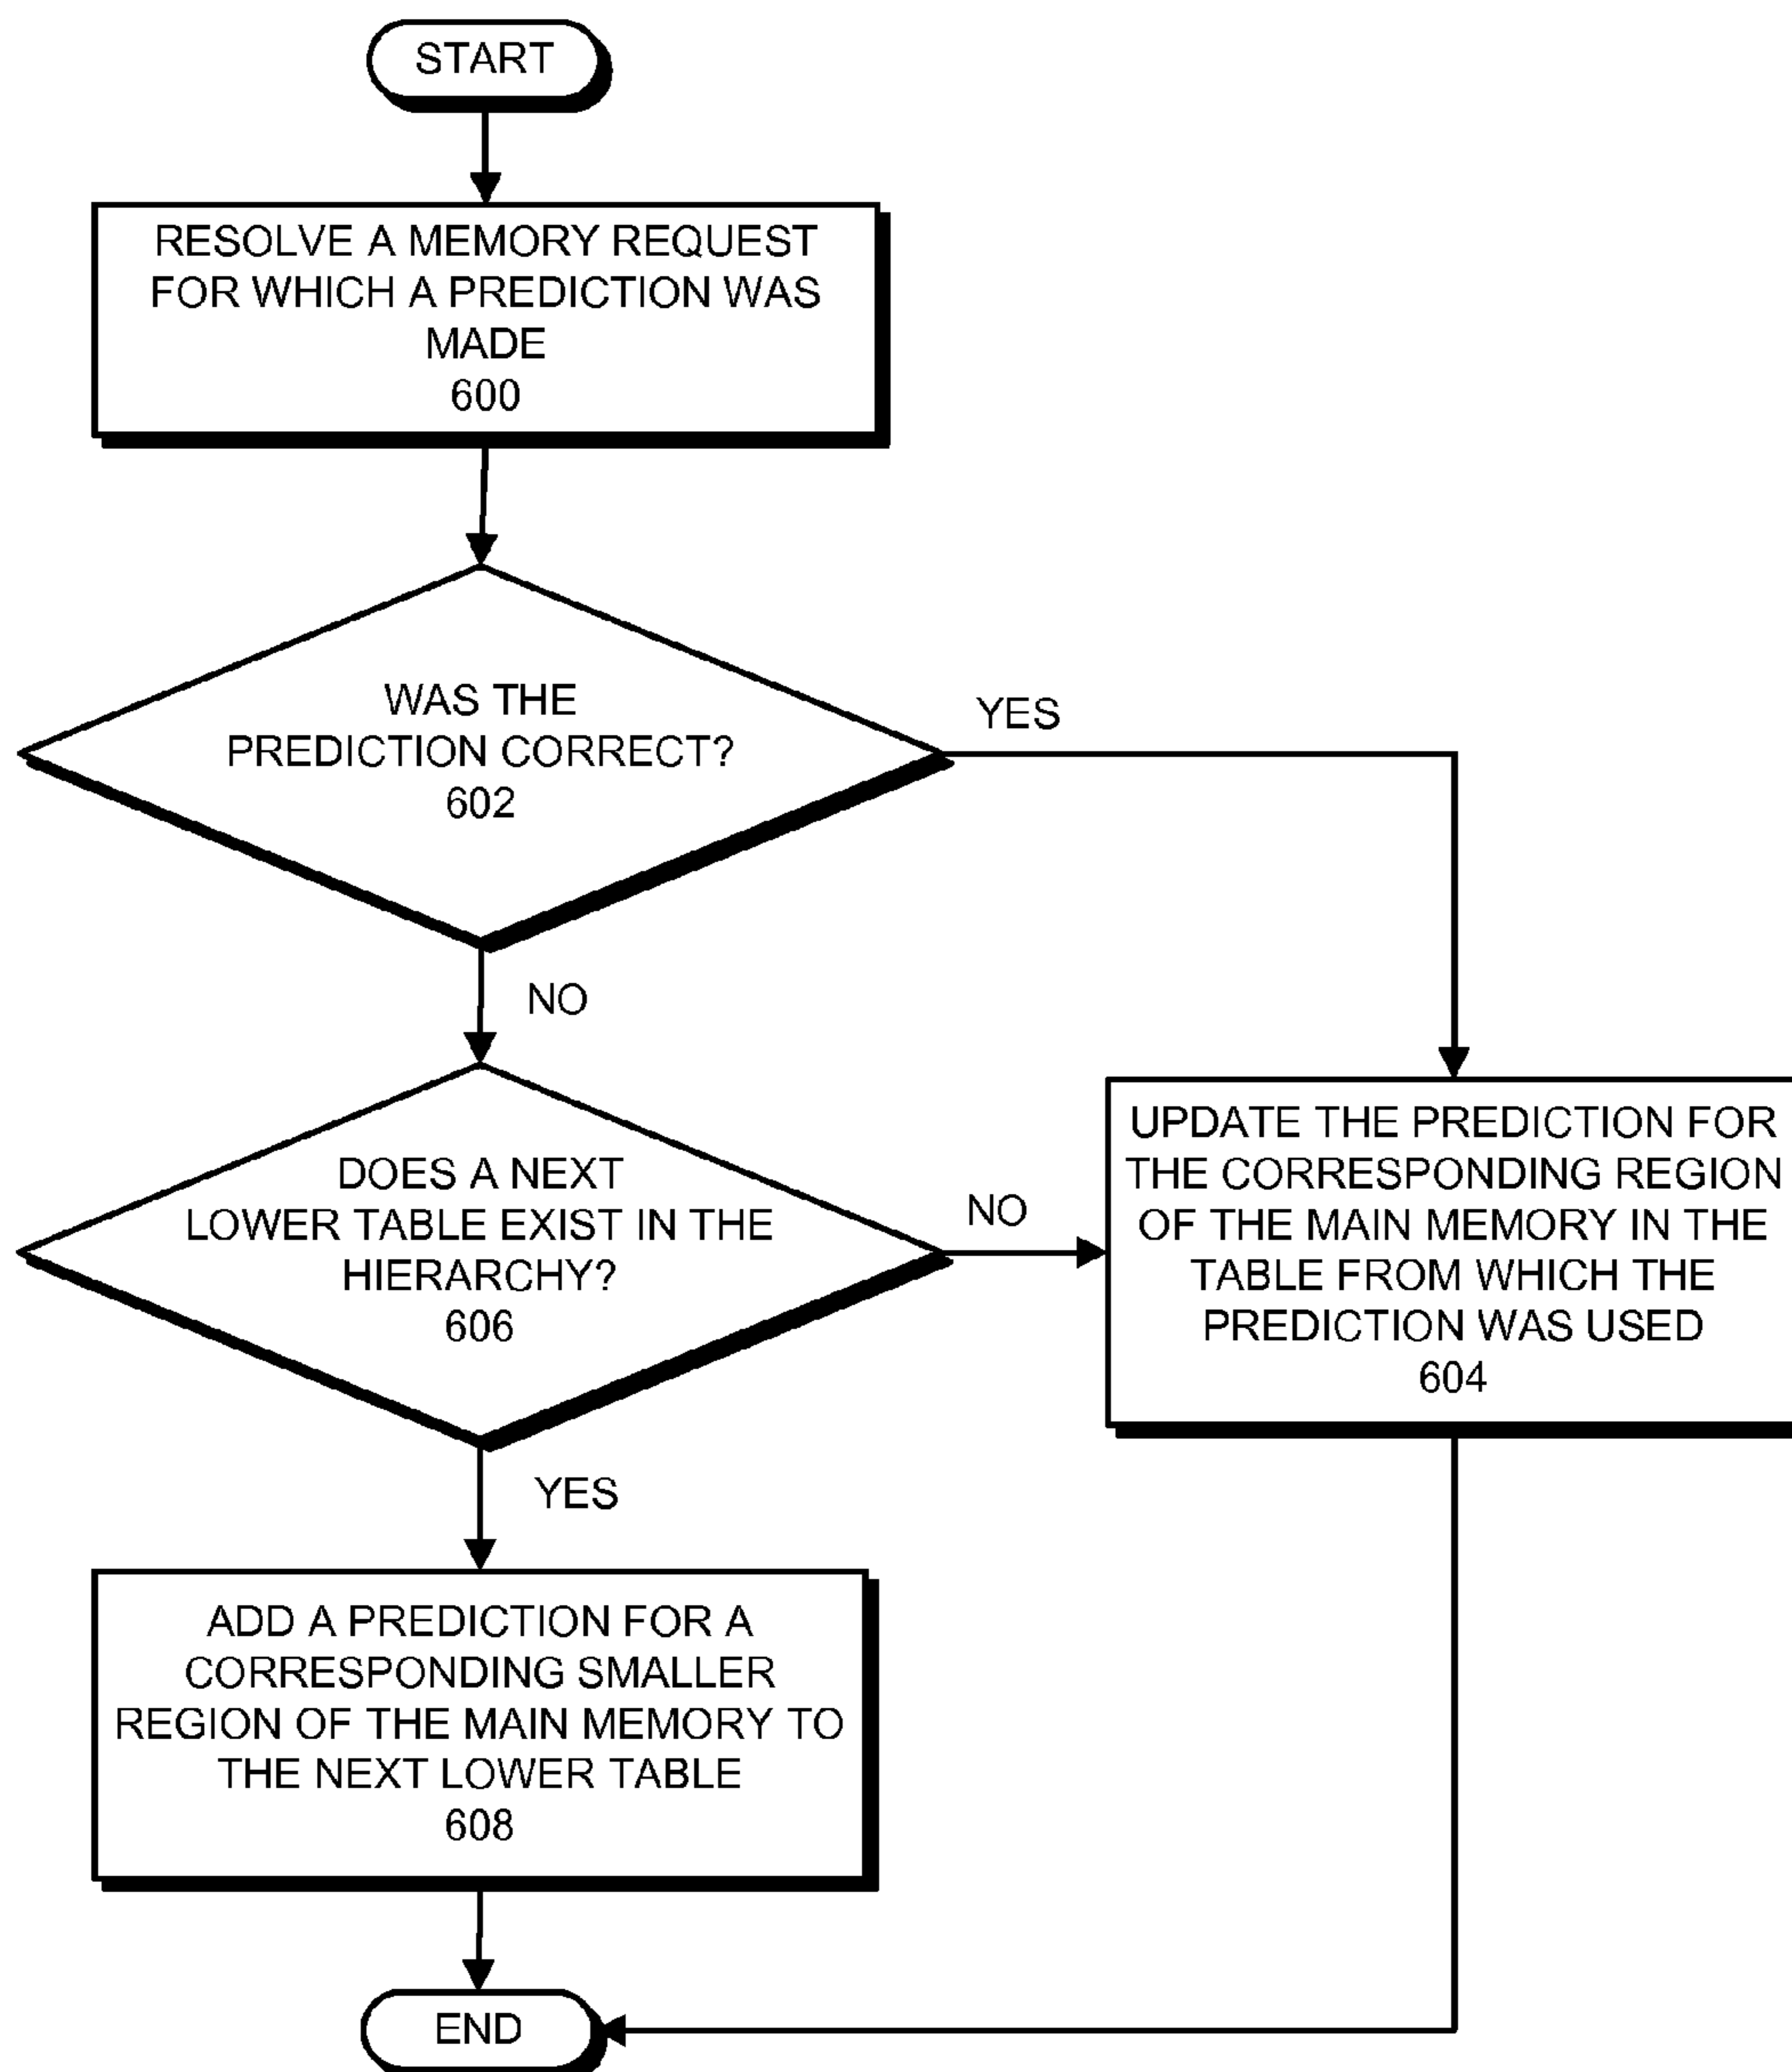 START
RESOLVE A MEMORY REQUEST
FOR WHICH A PREDICTION WAS
MADE
600
WAS THE
PREDICTION CORRECT?
602
YES
NO
DOES A NEXT
LOWER TABLE EXIST IN THE
HIERARCHY?
606
NO
UPDATE THE PREDICTION FOR
THE CORRESPONDING REGION
OF THE MAIN MEMORY IN THE
TABLE FROM WHICH THE
PREDICTION WAS USED
604
YES
ADD A PREDICTION FOR A
CORRESPONDING SMALLER
REGION OF THE MAIN MEMORY TO
THE NEXT LOWER TABLE
608
END